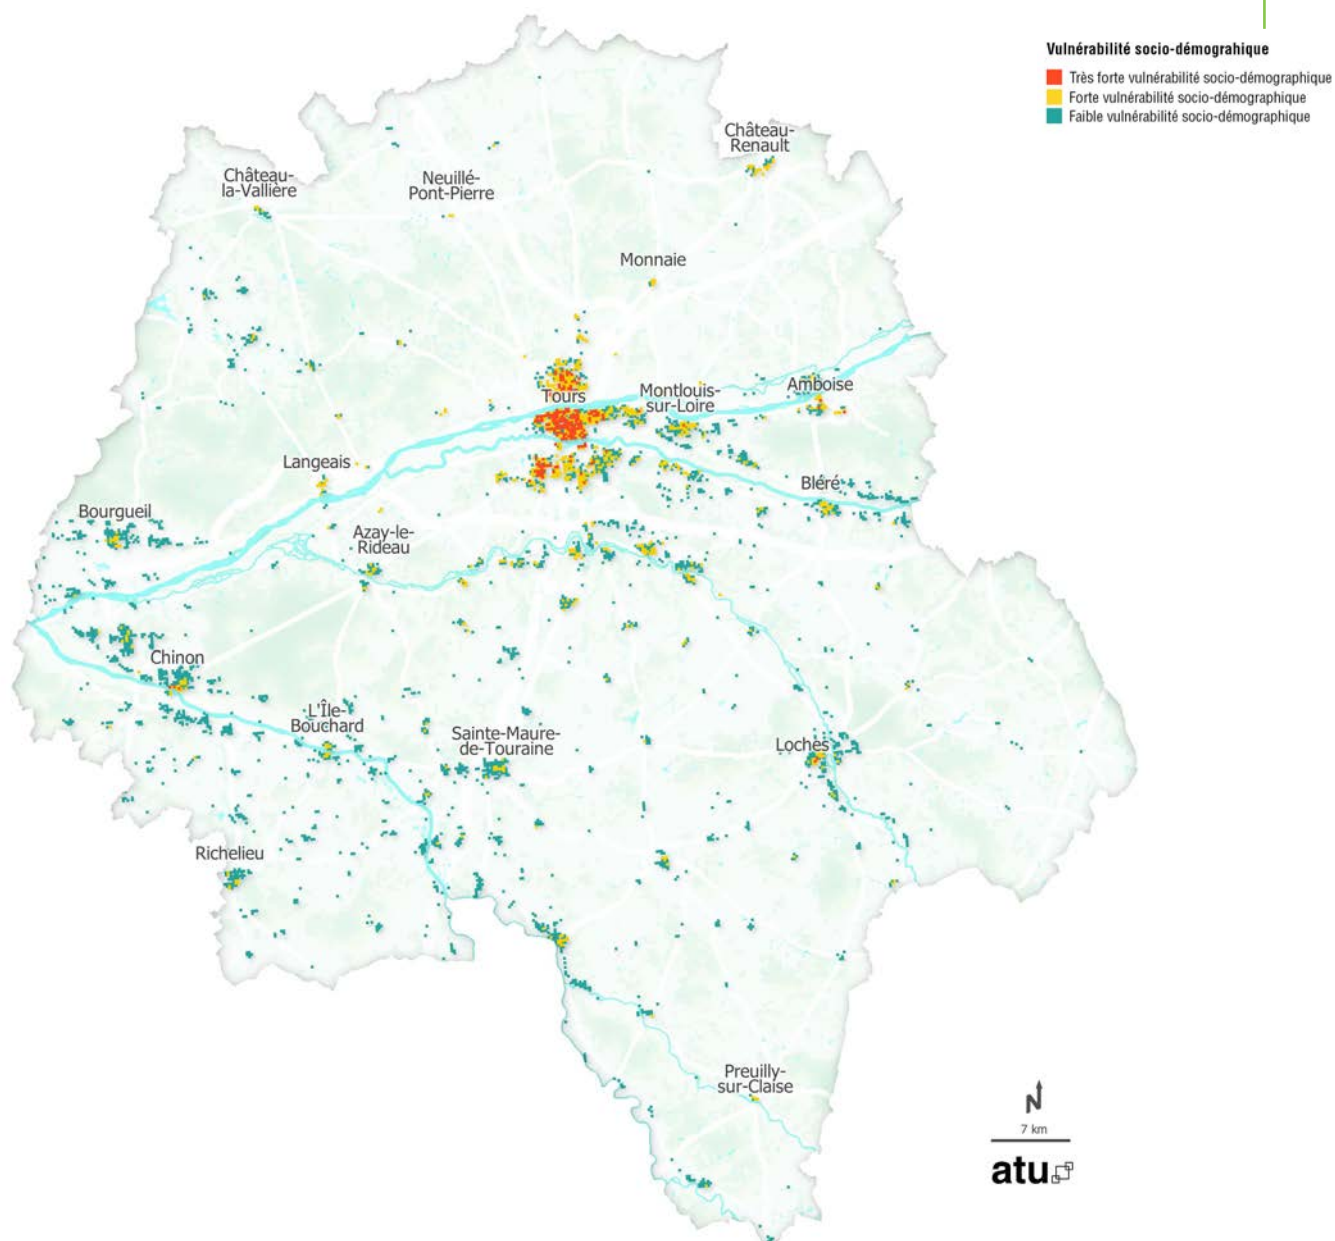 Vulnérabilité socio-démograhique
Très forte vulnérabilité socio-démographique
Forte vulnérabilité socio-démographique
Faible vulnérabilité socio-démographique
Château-
Renault
Château-
la-Vallière
Neuillé-
Pont-Pierre
Monnaie
Tours
Montlouis-
sur-Loire
Amboise
Langeais
Bléré
Bourgueil
Azay-le-
Rideau
Chinon
L'Île-
Bouchard
Sainte-Maure-
de-Touraine
Loches
Richelieu
Preuilly-
sur-Claise
N
7 km
atu